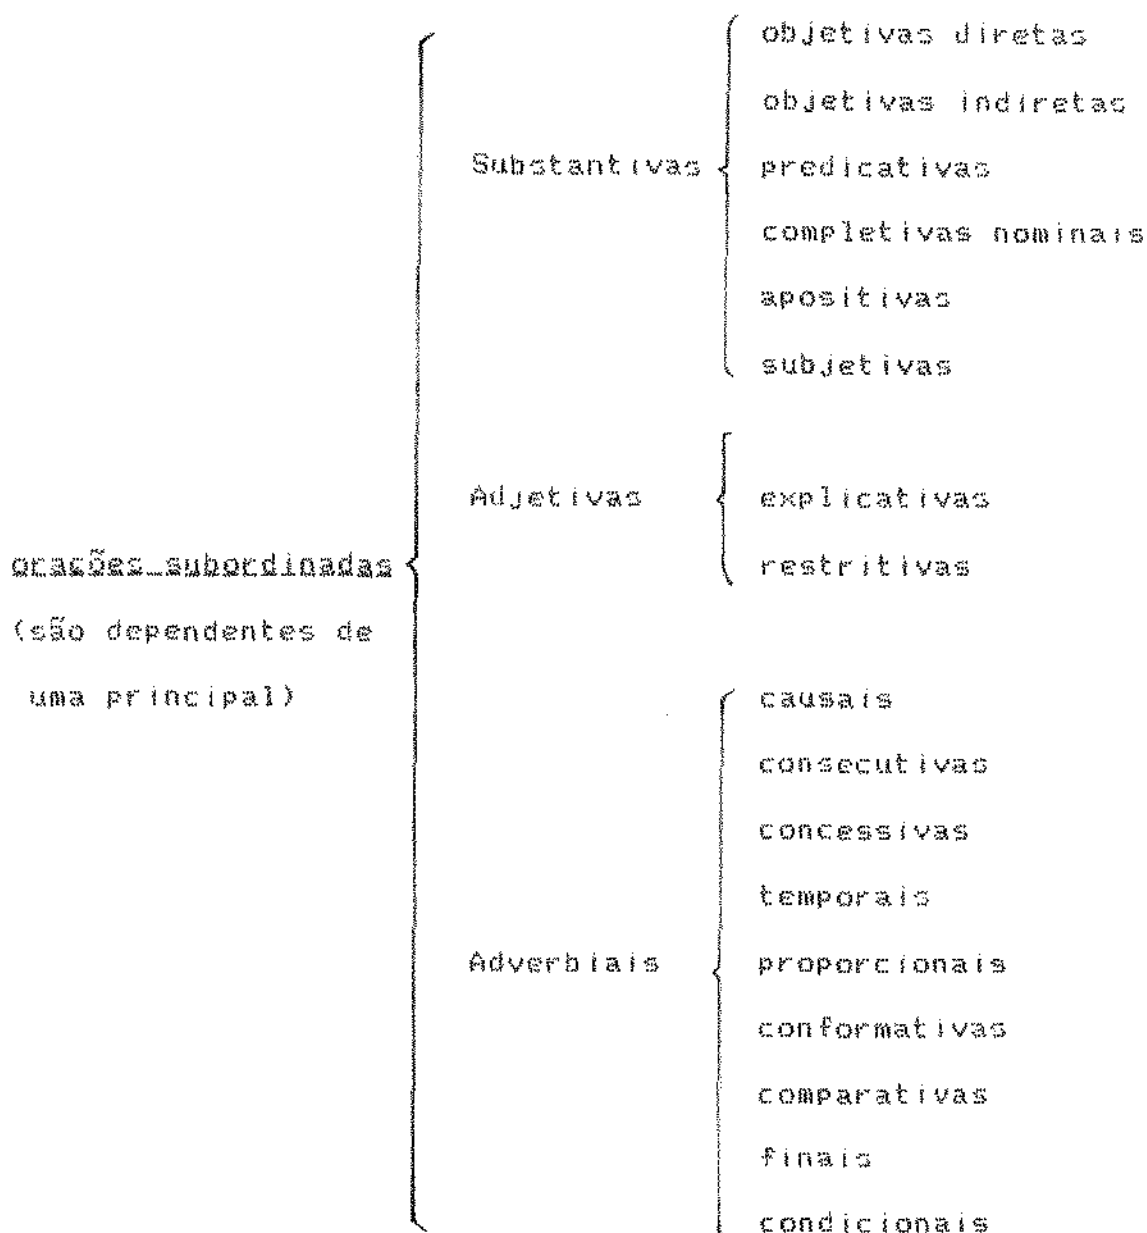 objetivas diretas
objetivas indiretas
Substantivas
predicativas
completivas nominais
apositivas
subjetivas
Adjetivas
explicativas
restritivas
orações subordinadas
(são dependentes de
uma principal)
causais
consecutivas
concessivas
temporais
Adverbiais
proporcionais
conformativas
comparativas
finais
condicionais